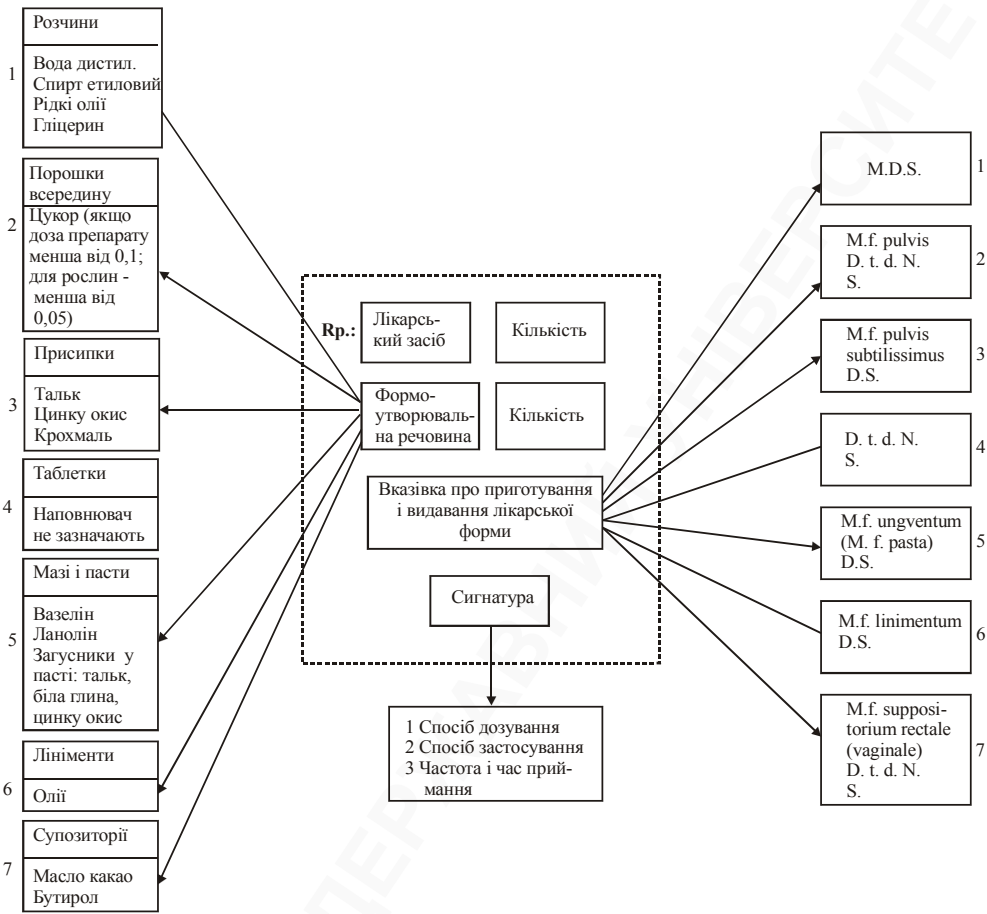 Розчини
1
Вода дистил.
Спирт етиловий
Рідкі олії
Гліцерин
Порошки
всередину
2
Цукор (якщо
доза препарату
менша від 0,1;
для рослин -
менша від
0,05)
Присипки
3
Тальк
Цинку окис
Крохмаль
Таблетки
4
Наповнювач
не зазначають
Мазі і пасти
5
Вазелін
Ланолін
Загусники у
пасті: тальк,
біла глина,
цинку окис
Лініменти
6
Олії
Супозиторії
7
Масло какао
Бутирол
Rp.:
Лікарсь-
кий засіб
Кількість
Формо-
утворюваль-
на речовина
Кількість
Вказівка про приготування
і видавання лікарської
форми
Сигнатура
1 Спосіб дозування
2 Спосіб застосування
3 Частота і час прий-
мання
M.D.S.
1
M.f. pulvis
D. t. d. N.
S.
2
M.f. pulvis
subtilissimus
D.S.
3
D. t. d. N.
S.
4
M.f. ungventum
(M. f. pasta)
D.S.
5
M.f. linimentum
D.S.
6
M.f. supposi-
torium rectale
(vaginale)
D. t. d. N.
S.
7